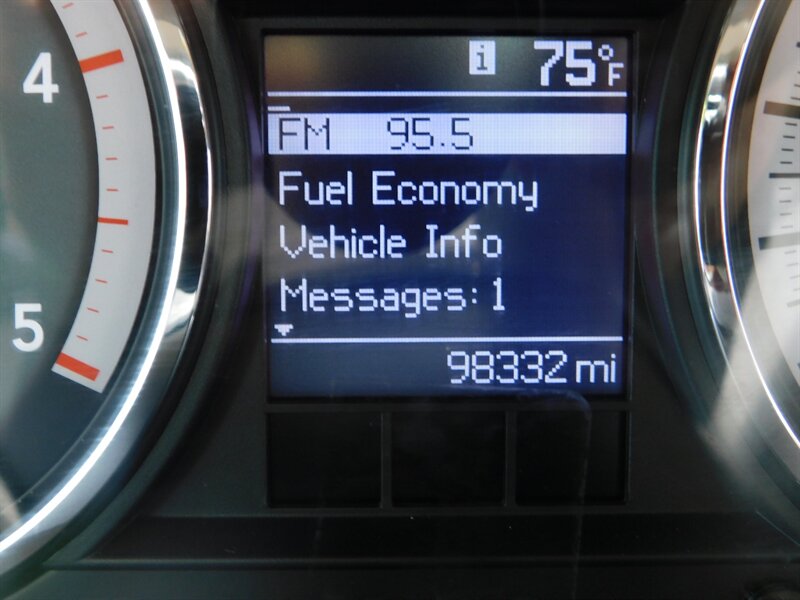 4
i 75°F
FM 95.5
Fuel Economy
Vehicle Info
Messages: 1
5
98332 mi